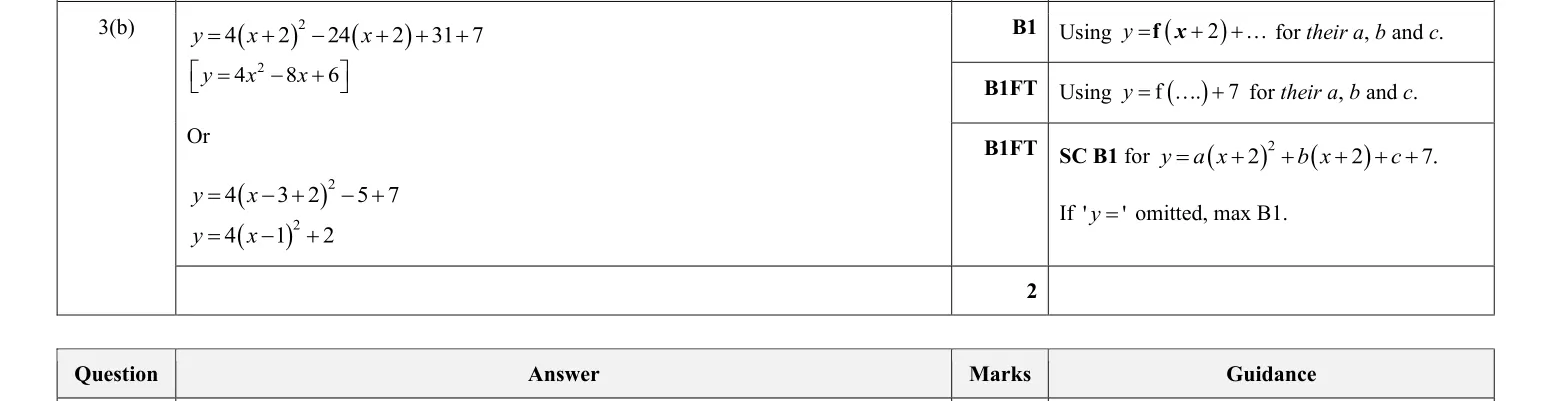 3(b)
y = 4(x + 2)² − 24(x + 2) + 31 + 7
[y = 4x² − 8x + 6]
Or
y = 4(x − 3 + 2)² − 5 + 7
y = 4(x − 1)² + 2
B1 Using y = f(x + 2) + … for their a, b and c.
B1FT Using y = f(….) + 7 for their a, b and c.
B1FT SC B1 for y = a(x + 2)² + b(x + 2) + c + 7.
If 'y =' omitted, max B1.
2
Question Answer Marks Guidance